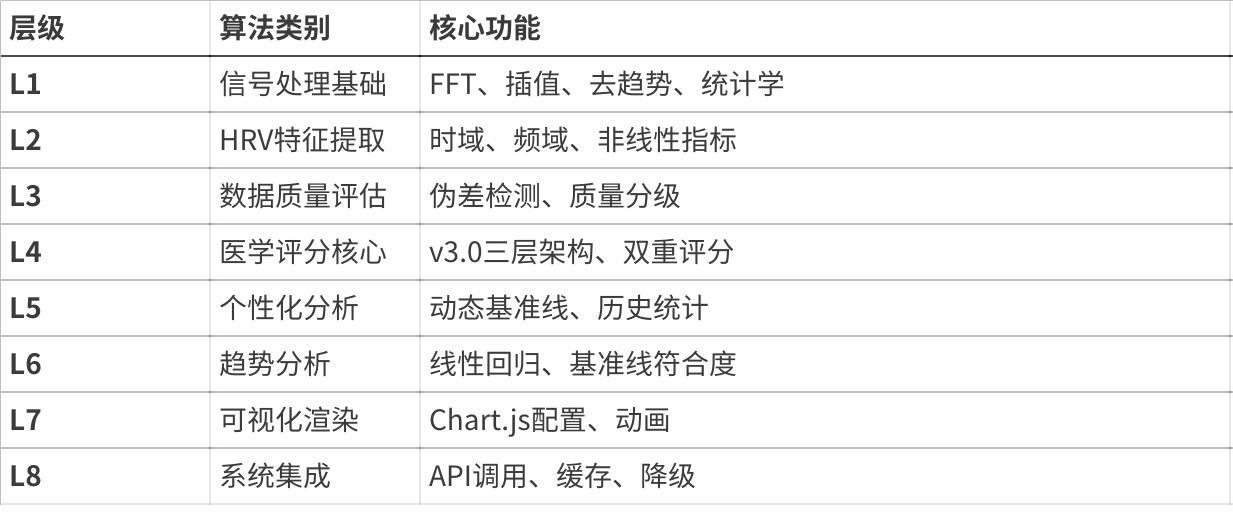 层级 算法类别 核心功能
L1 信号处理基础 FFT、插值、去趋势、统计学
L2 HRV特征提取 时域、频域、非线性指标
L3 数据质量评估 伪差检测、质量分级
L4 医学评分核心 v3.0三层架构、双重评分
L5 个性化分析 动态基准线、历史统计
L6 趋势分析 线性回归、基准线符合度
L7 可视化渲染 Chart.js配置、动画
L8 系统集成 API调用、缓存、降级